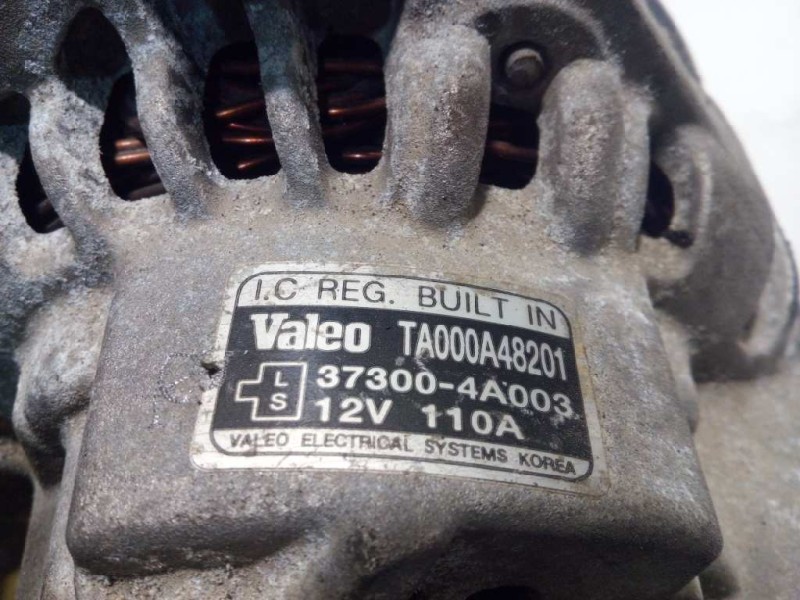 I.C REG. BUILT IN
Valeo TA000A48201
L 37300-4A003
S 12V 110A
VALEO ELECTRICAL SYSTEMS KOREA